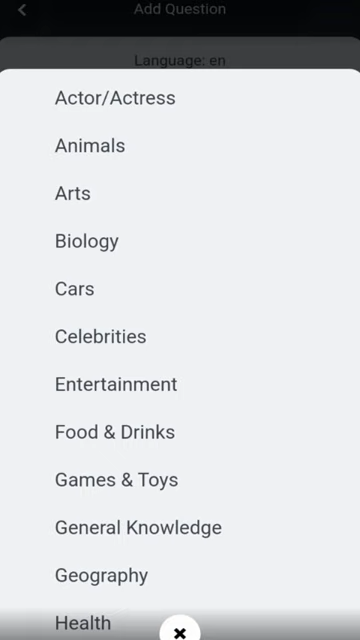 Add Question
Language: en
Actor/Actress
Animals
Arts
Biology
Cars
Celebrities
Entertainment
Food & Drinks
Games & Toys
General Knowledge
Geography
Health